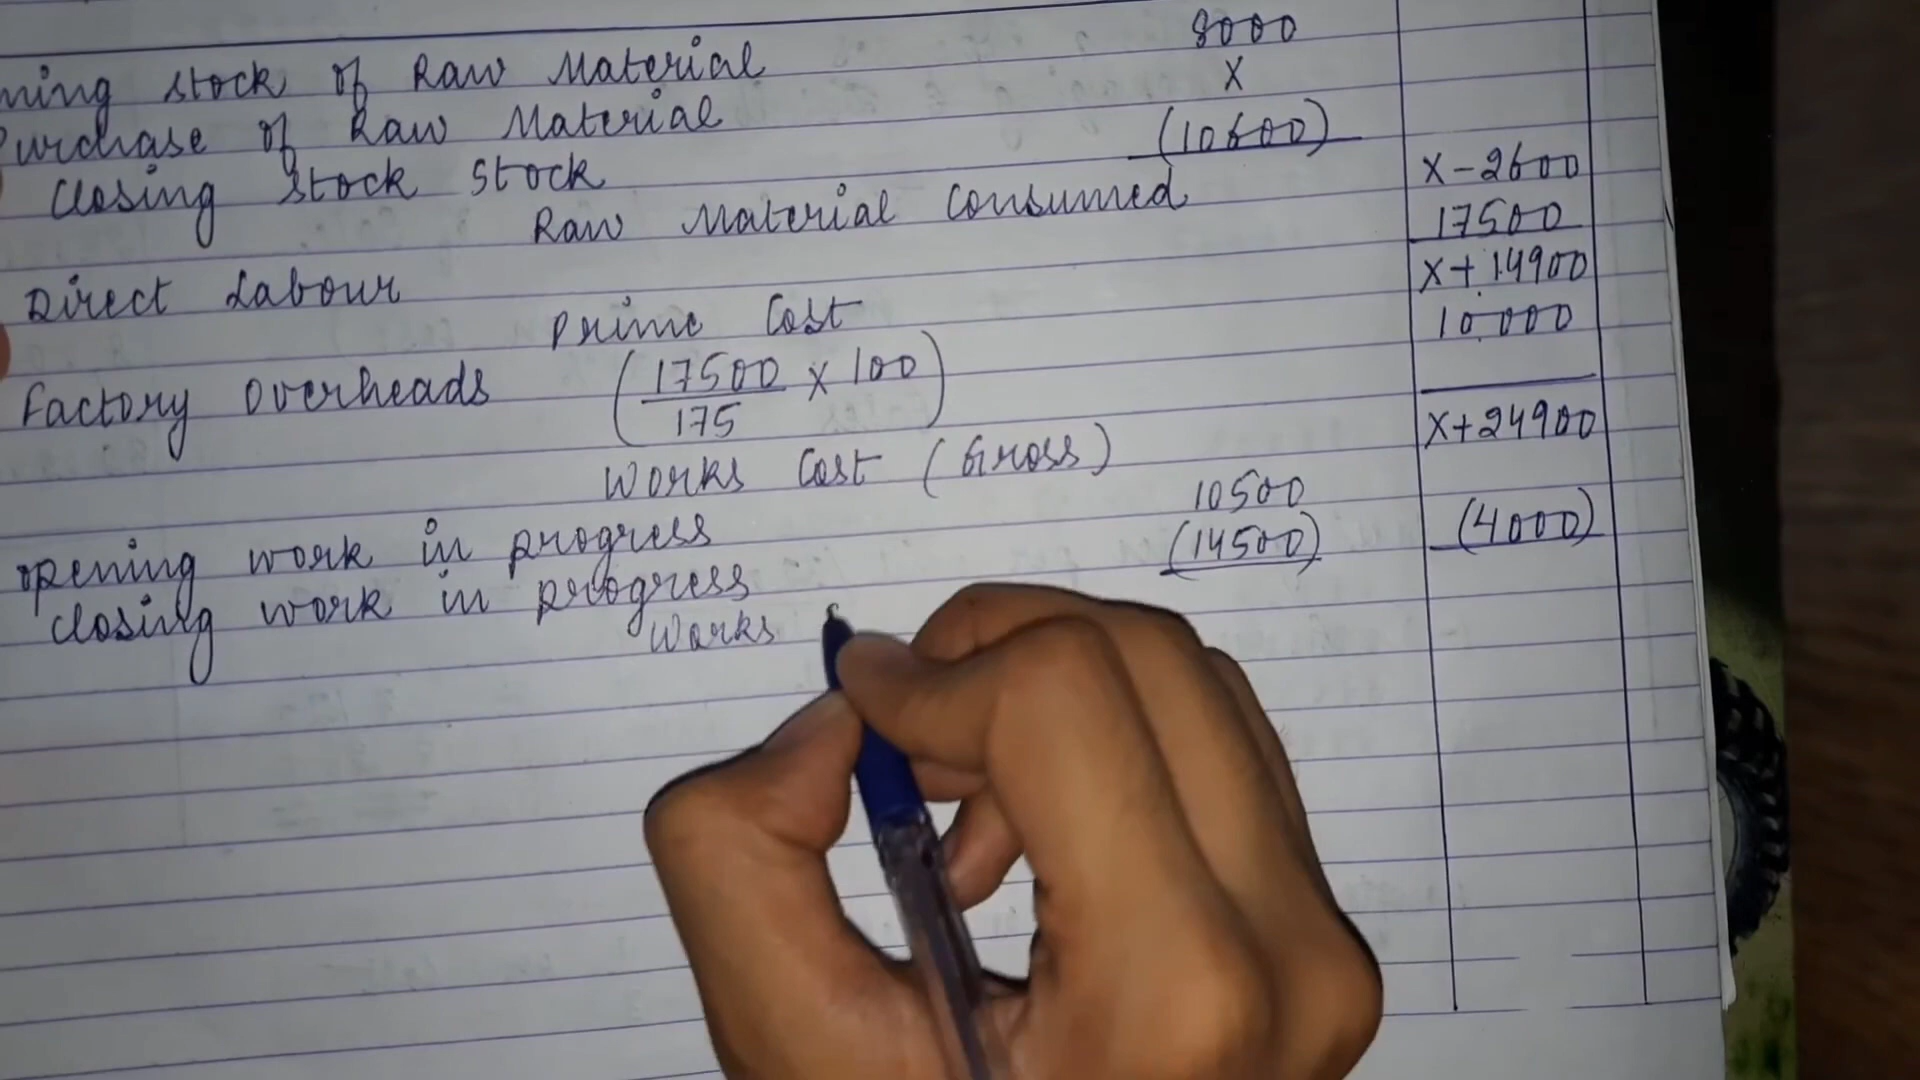 ning stock of Raw Material 8000
Purchase of Raw Material X
Closing Stock Stock (10600)
Raw Material Consumed X-2600
Direct Labour 17500
Prime Cost X+14900
Factory Overheads (17500/175 x 100) 10000
Works Cost (Gross) X+24900
opening work in progress 10500
closing work in progress (14500) (4000)
Works